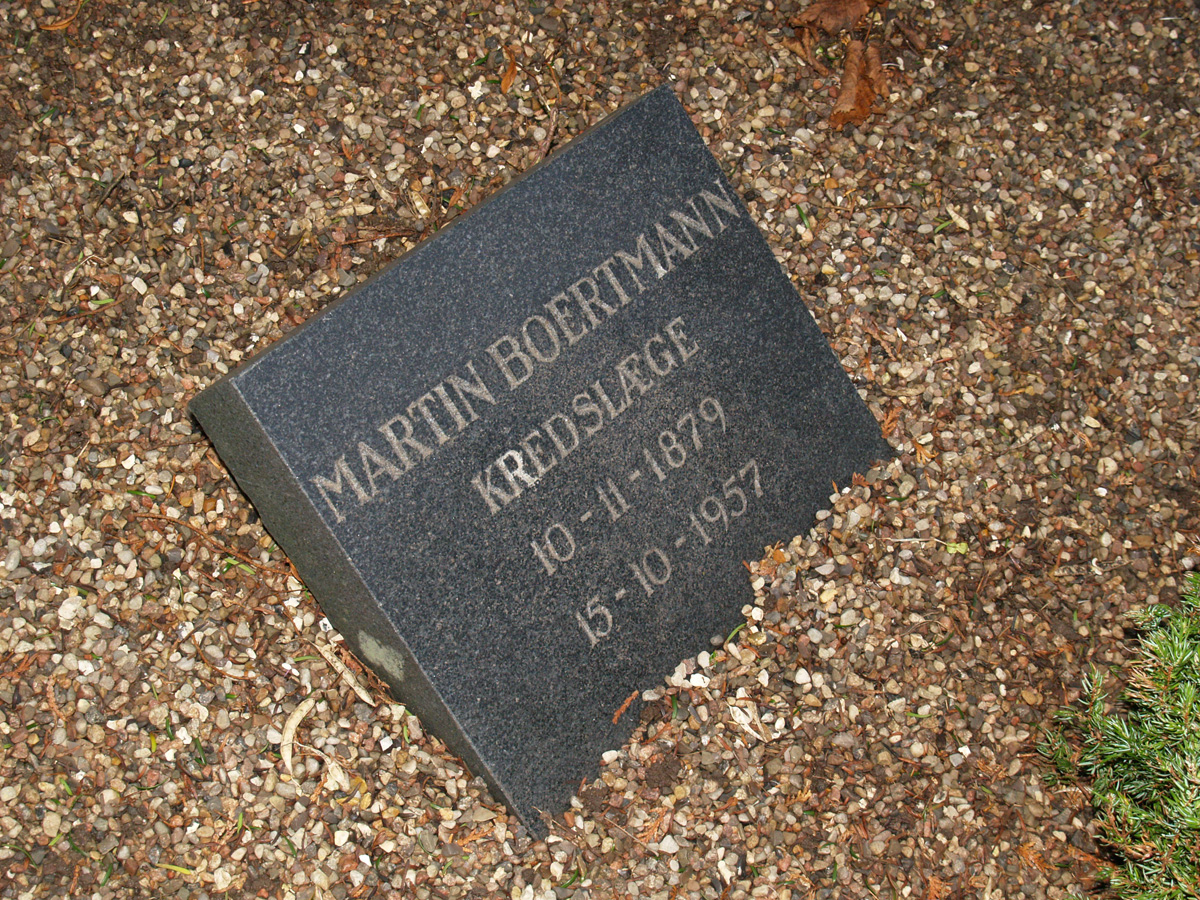 MARTIN BOERTMANN
KREDSLÆGE
10-11-1879
15-10-1957